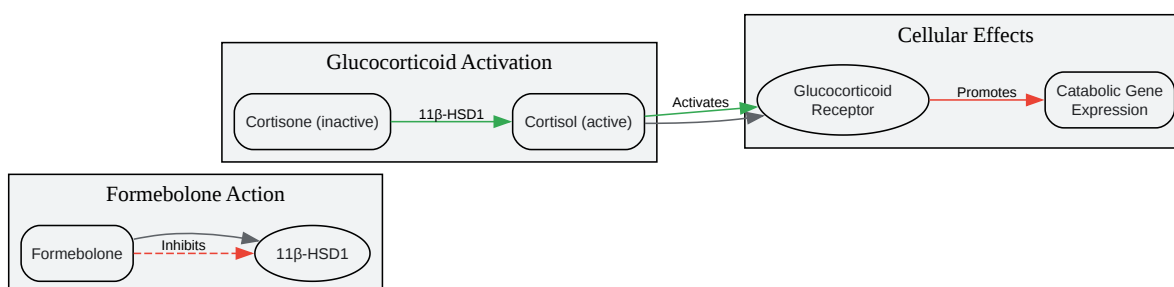 Cellular Effects
Glucocorticoid Activation
Glucocorticoid
Receptor
Promotes
Catabolic Gene
Expression
Activates
Cortisone (inactive)
11β-HSD1
Cortisol (active)
Formebolone Action
Formebolone
Inhibits
11β-HSD1